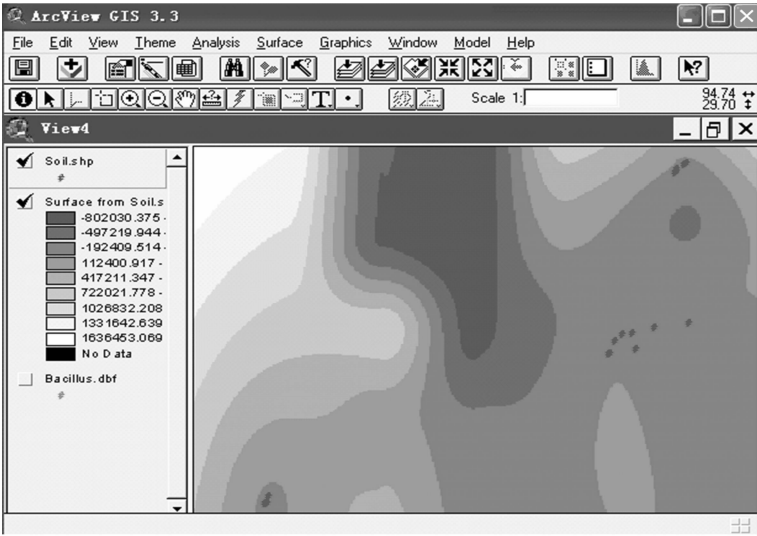 ArcView GIS 3.3
File Edit View Theme Analysis Surface Graphics Window Model Help
Scale 1:
94.74
29.70
View4
Soil.shp
Surface from Soil.s
-802030.375 -
-497219.944 -
-192409.514 -
112400.917 -
417211.347 -
722021.778 -
1026832.208
1331642.639
1636453.069
No Data
Bacillus.dbf